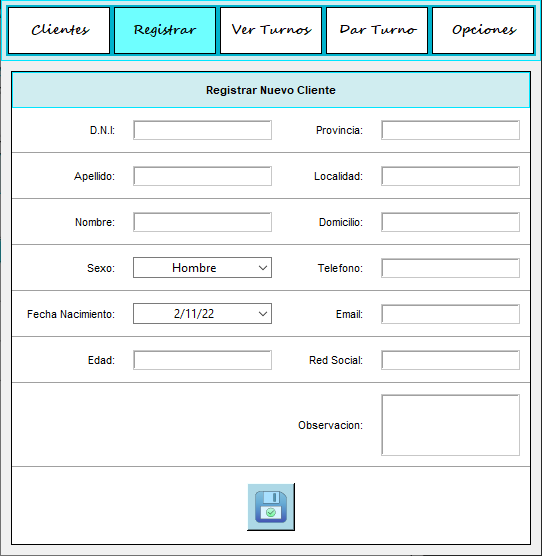 Clientes Registrar Ver Turnos Dar Turno Opciones
Registrar Nuevo Cliente
D.N.I: Provincia:
Apellido: Localidad:
Nombre: Domicilio:
Sexo: Hombre Telefono:
Fecha Nacimiento: 2/11/22 Email:
Edad: Red Social:
Observacion: